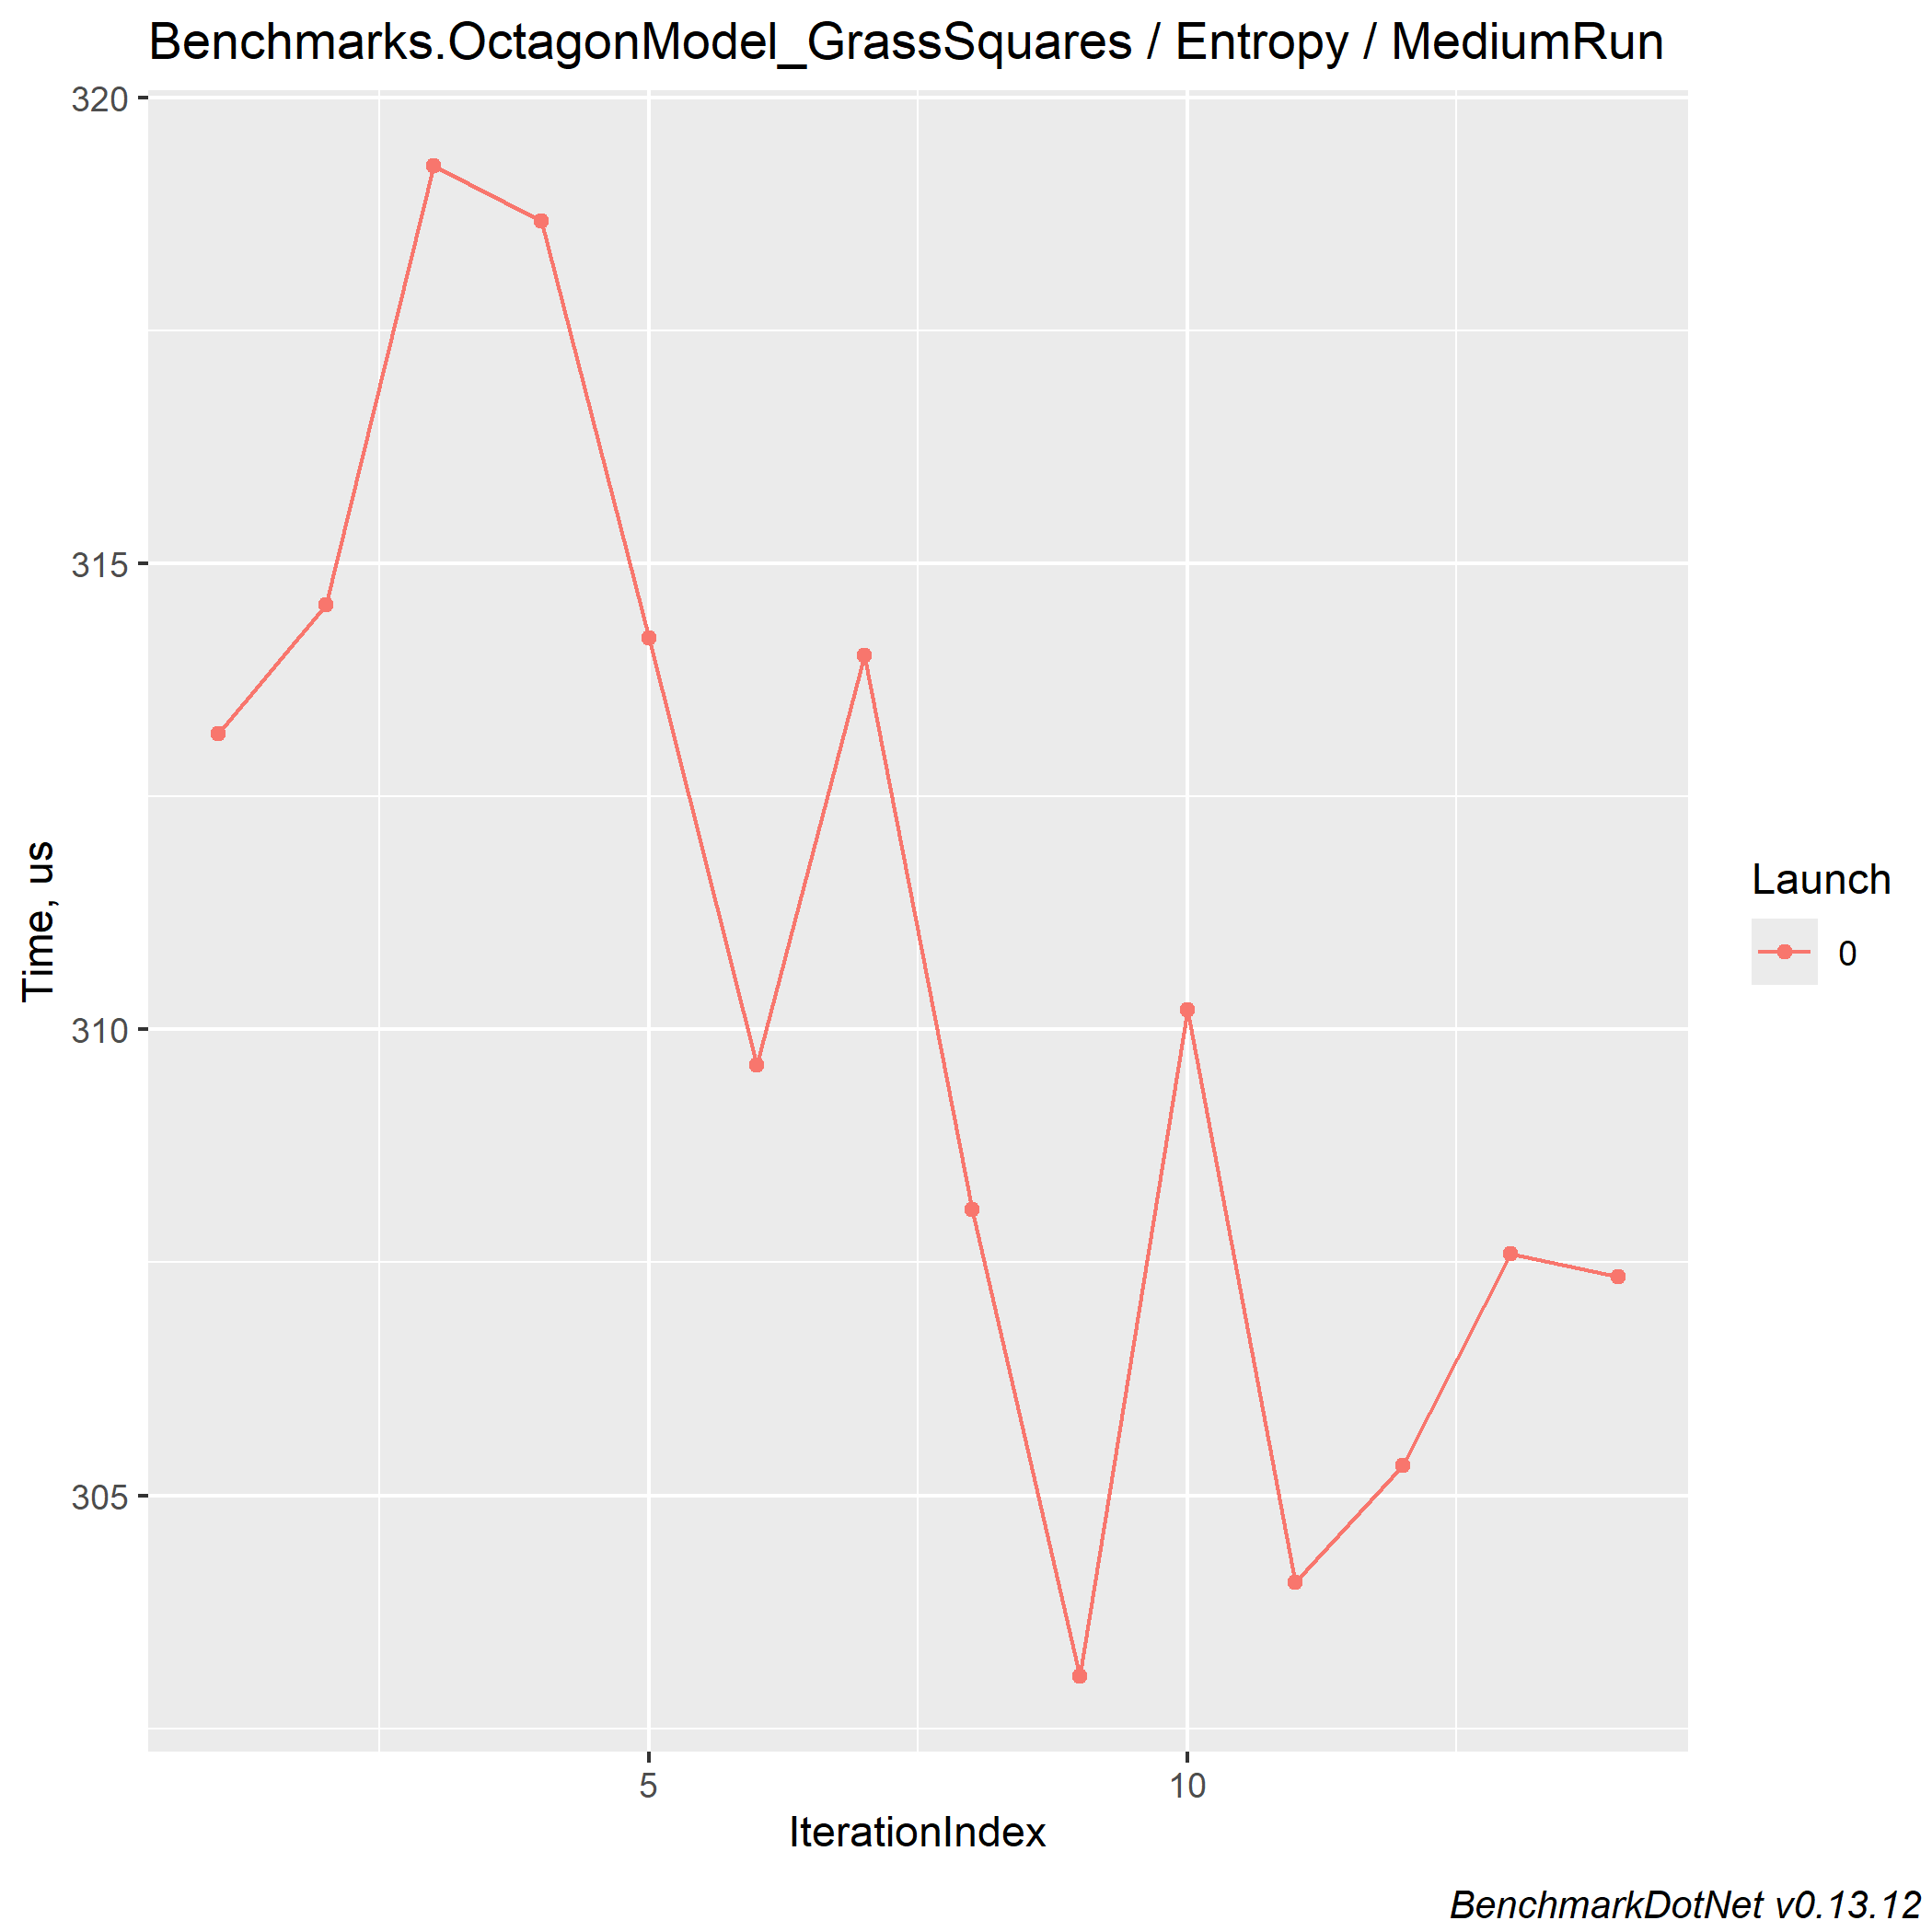 Benchmarks.OctagonModel_GrassSquares / Entropy / MediumRun
320
315
310
305
Time, us
5
10
IterationIndex
Launch
0
BenchmarkDotNet v0.13.12